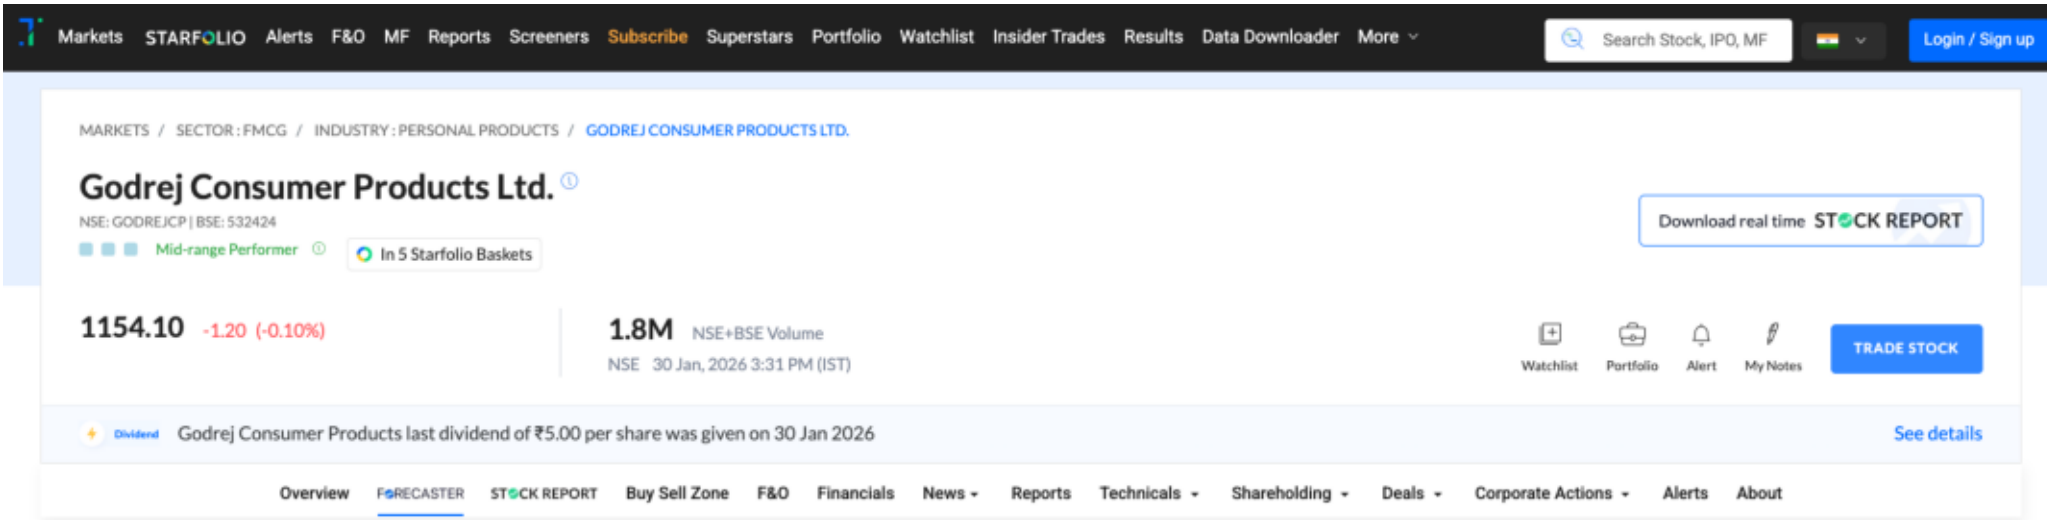 Markets STARFOLIO Alerts F&O MF Reports Screeners Subscribe Superstars Portfolio Watchlist Insider Trades Results Data Downloader More Search Stock, IPO, MF Login / Sign up
MARKETS / SECTOR : FMCG / INDUSTRY : PERSONAL PRODUCTS / GODREJ CONSUMER PRODUCTS LTD.
Godrej Consumer Products Ltd.
NSE: GODREJCP | BSE: 532424
Mid-range Performer In 5 Starfolio Baskets
Download real time STOCK REPORT
1154.10 -1.20 (-0.10%)
1.8M NSE+BSE Volume
NSE 30 Jan, 2026 3:31 PM (IST)
Watchlist Portfolio Alert My Notes TRADE STOCK
Dividend Godrej Consumer Products last dividend of ₹5.00 per share was given on 30 Jan 2026 See details
Overview FORECASTER STOCK REPORT Buy Sell Zone F&O Financials News Reports Technicals Shareholding Deals Corporate Actions Alerts About